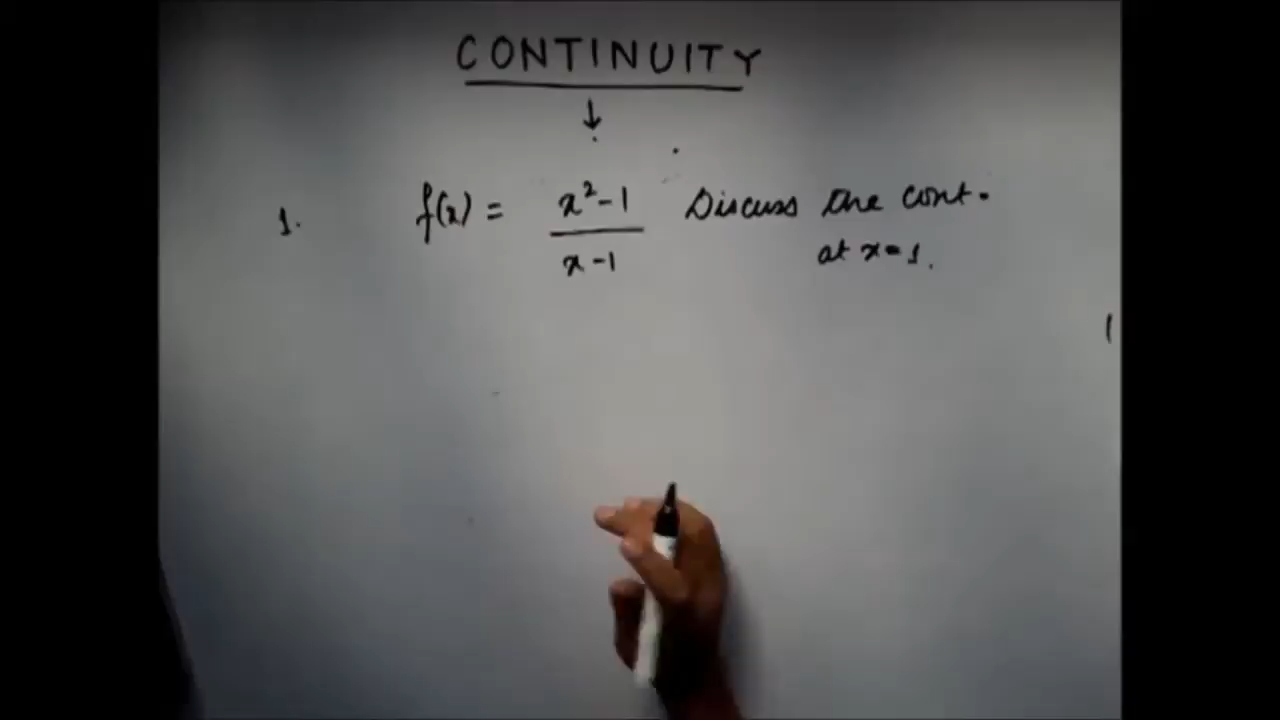 CONTINUITY
↓
1. f(x) = x²-1 / x-1 Discuss the cont.
at x=1.